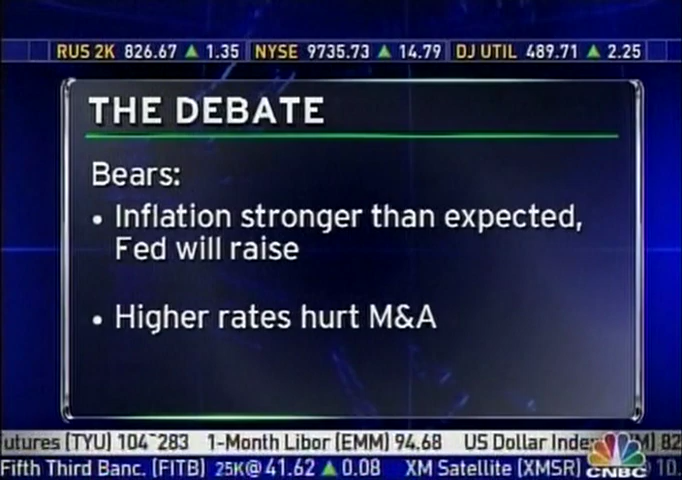 RUS 2K 826.67 ▲ 1.35 NYSE 9735.73 ▲ 14.79 DJ UTIL 489.71 ▲ 2.25
THE DEBATE
Bears:
• Inflation stronger than expected,
Fed will raise
• Higher rates hurt M&A
utures (TYU) 104~283 1-Month Libor (EMM) 94.68 US Dollar Inde M) 82
Fifth Third Banc. (FITB) 25K@41.62 ▲ 0.08 XM Satellite (XMSR) 10.
CNBC